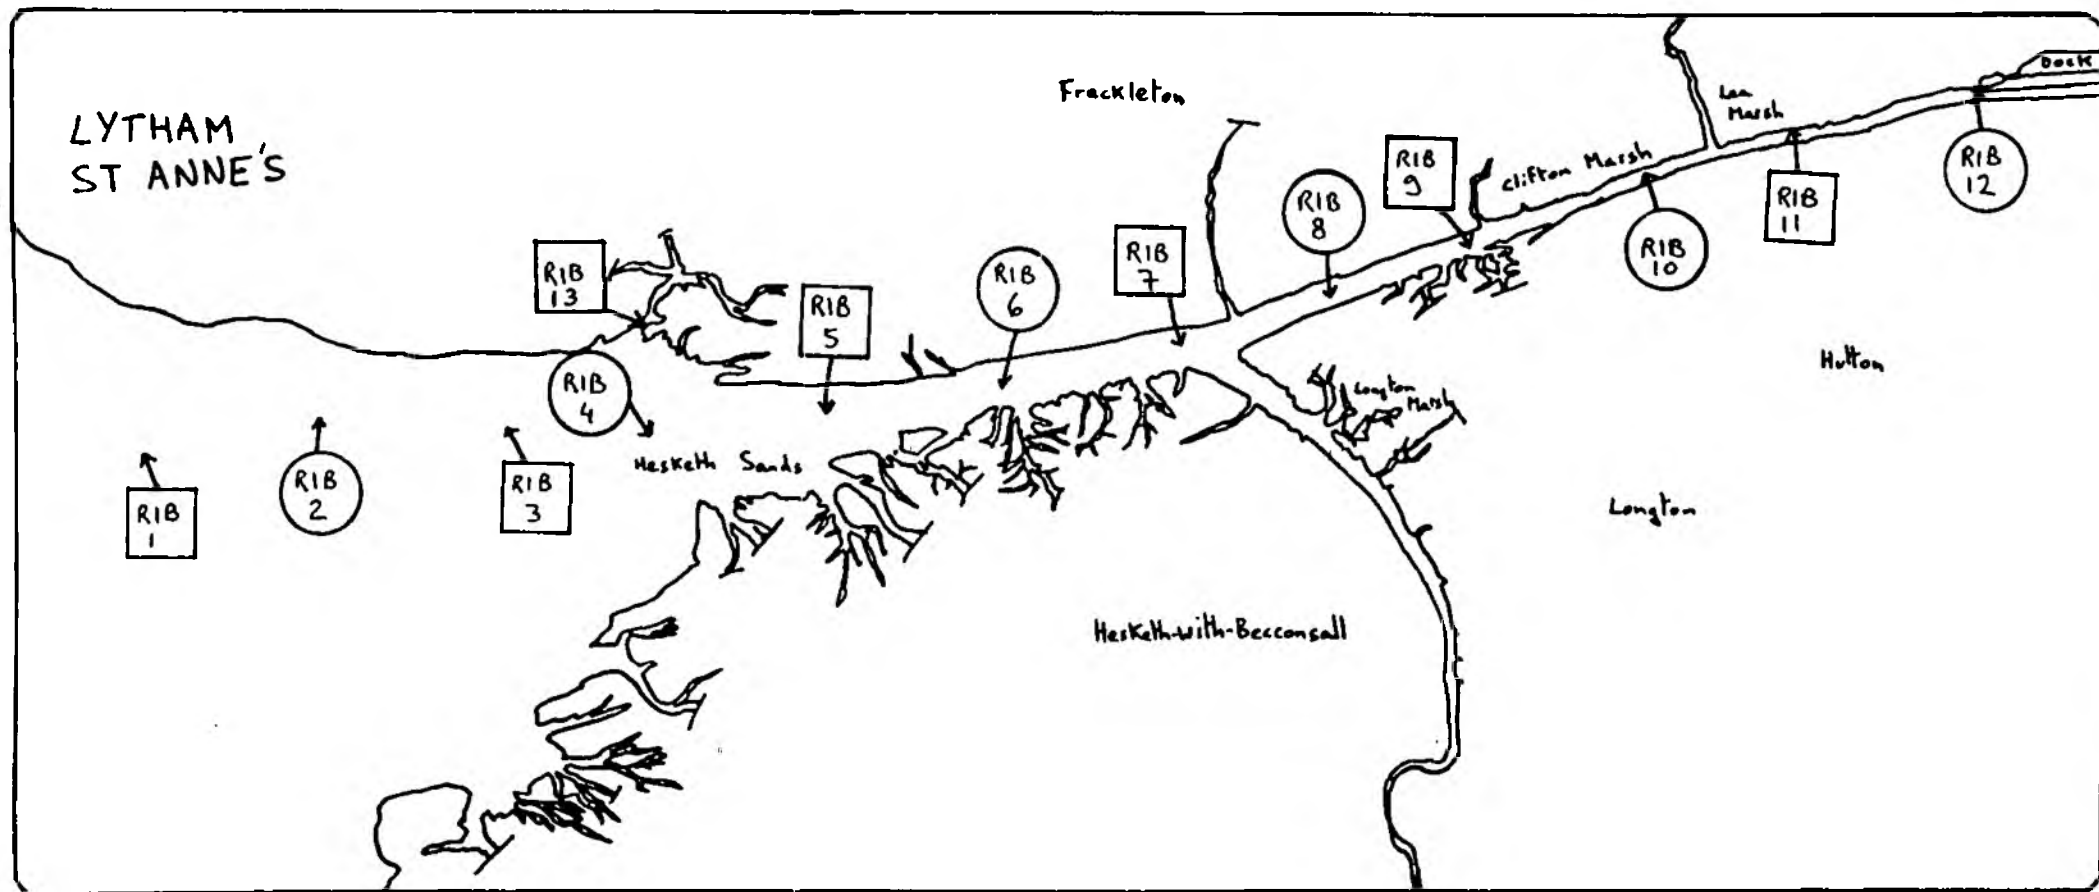 LYTHAM
ST ANNE'S
Frackleton
Dock
Lea
Marsh
Clifton Marsh
RIB
1
RIB
2
RIB
3
RIB
4
RIB
13
RIB
5
RIB
6
RIB
7
RIB
8
RIB
9
RIB
10
RIB
11
RIB
12
Hesketh Sands
Longton
Marsh
Hutton
Longton
Hesketh-with-Becconsall